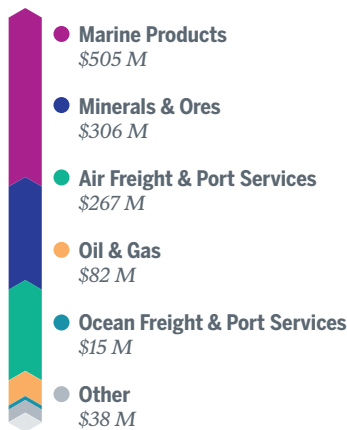 Marine Products
$505 M
Minerals & Ores
$306 M
Air Freight & Port Services
$267 M
Oil & Gas
$82 M
Ocean Freight & Port Services
$15 M
Other
$38 M